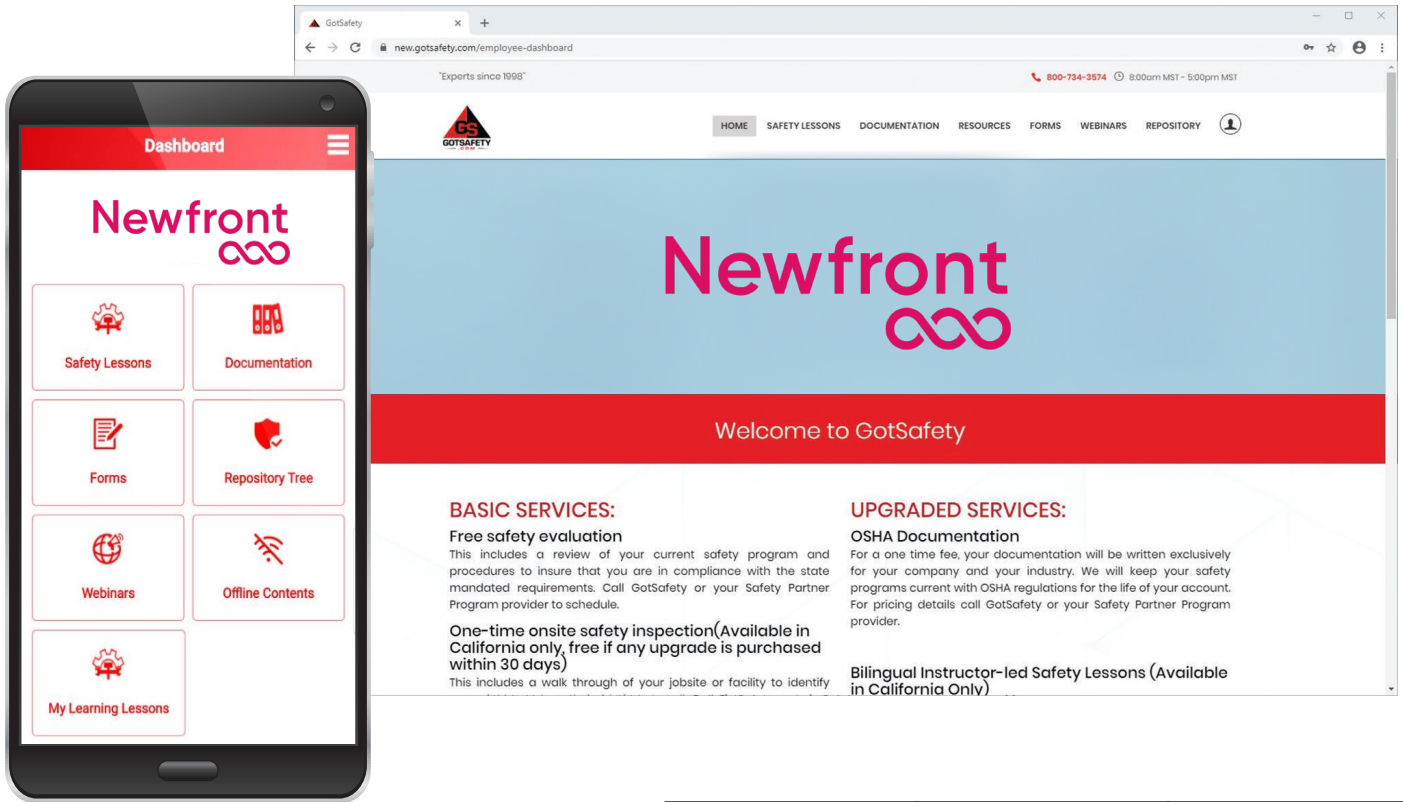 GotSafety
new.gotsafety.com/employee-dashboard
"Experts since 1998"
800-734-3574 8:00am MST - 5:00pm MST
GS
GOTSAFETY
.COM
HOME SAFETY LESSONS DOCUMENTATION RESOURCES FORMS WEBINARS REPOSITORY
Newfront
Welcome to GotSafety
BASIC SERVICES:
Free safety evaluation
This includes a review of your current safety program and
procedures to insure that you are in compliance with the state
mandated requirements. Call GotSafety or your Safety Partner
Program provider to schedule.
One-time onsite safety inspection(Available in
California only, free if any upgrade is purchased
within 30 days)
This includes a walk through of your jobsite or facility to identify
UPGRADED SERVICES:
OSHA Documentation
For a one time fee, your documentation will be written exclusively
for your company and your industry. We will keep your safety
programs current with OSHA regulations for the life of your account.
For pricing details call GotSafety or your Safety Partner Program
provider.
Bilingual Instructor-led Safety Lessons (Available
in California Only)
Dashboard
Newfront
Safety Lessons
Documentation
Forms
Repository Tree
Webinars
Offline Contents
My Learning Lessons